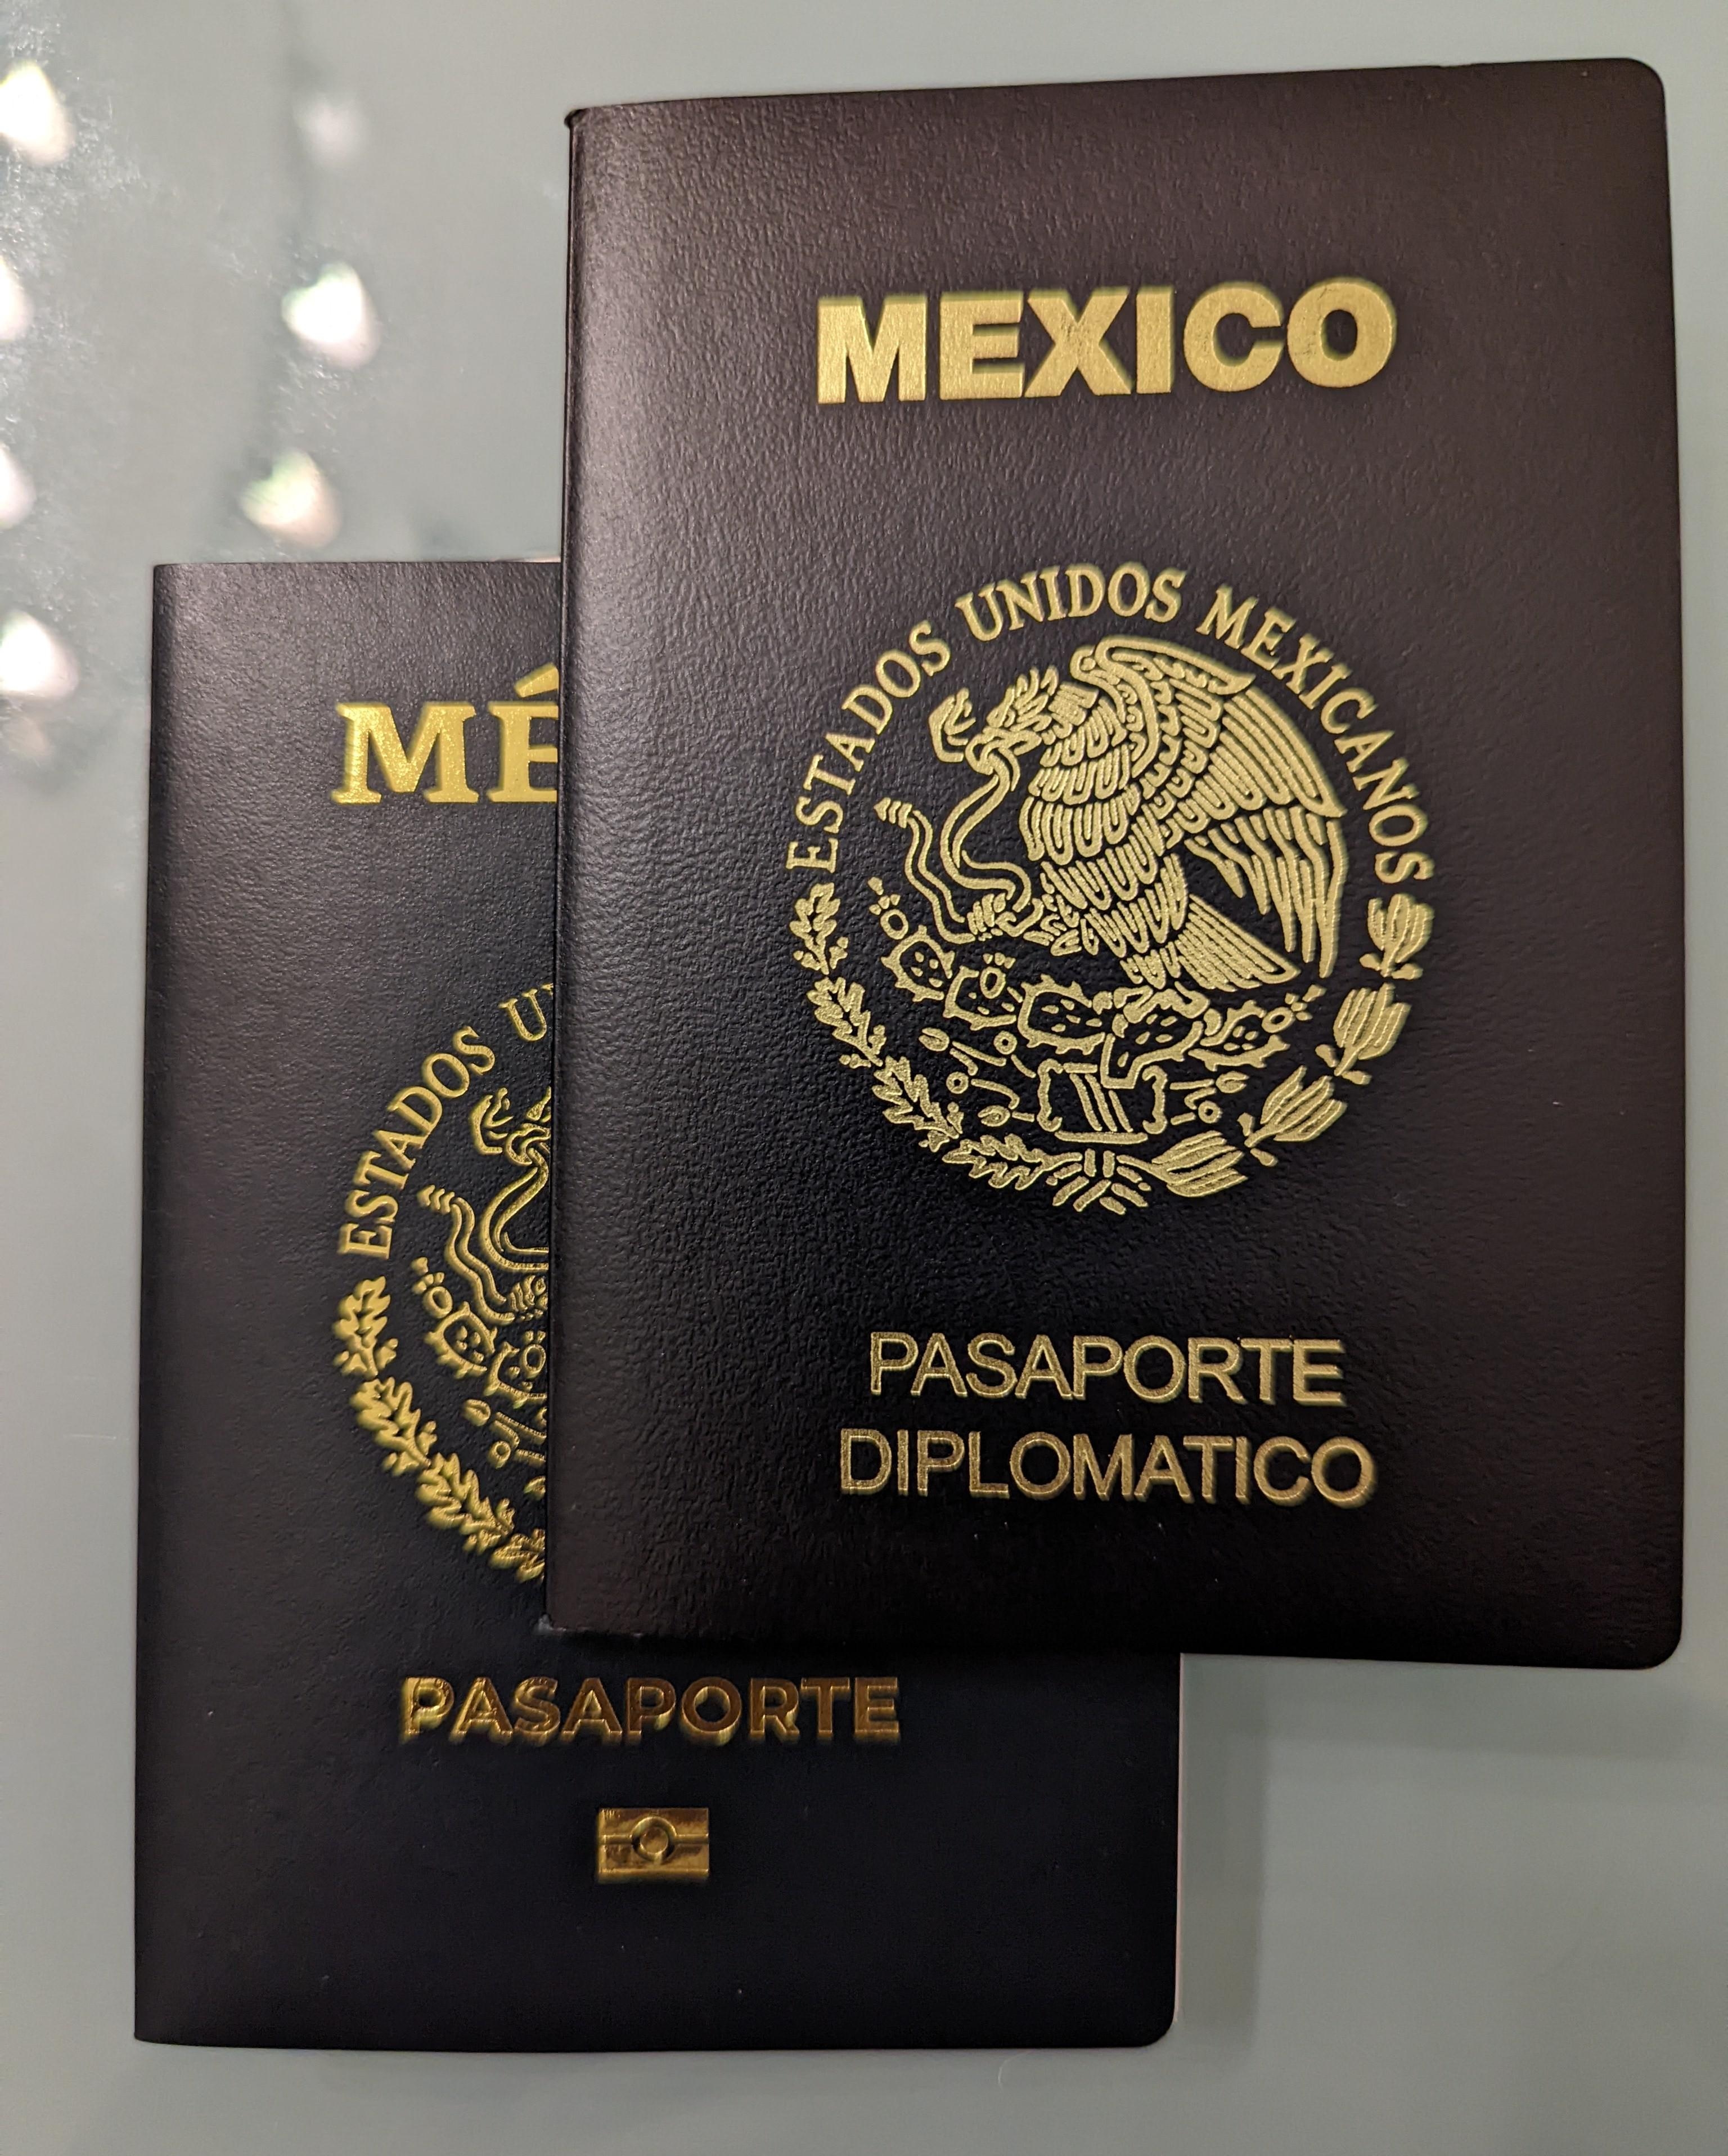 MEXICO
ESTADOS UNIDOS MEXICANOS
PASAPORTE
DIPLOMATICO
MÉ
ESTADOS U
PASAPORTE